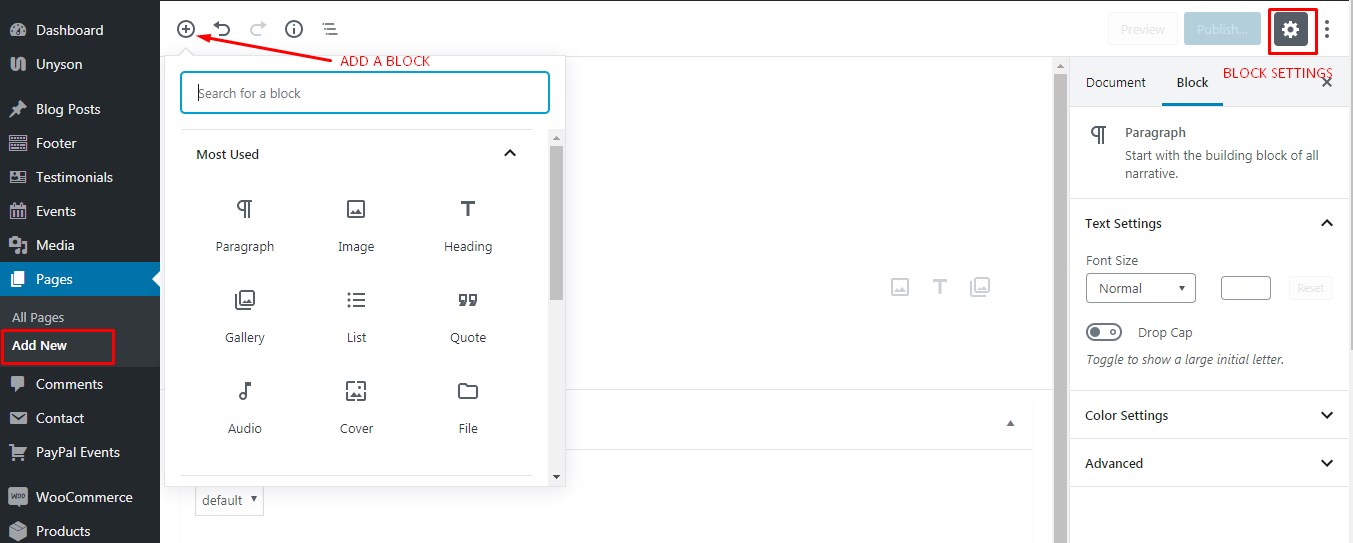 Dashboard
Unyson
Blog Posts
Footer
Testimonials
Events
Media
Pages
All Pages
Add New
Comments
Contact
PayPal Events
WOO WooCommerce
Products
ADD A BLOCK
Search for a block
Most Used
Paragraph Image Heading
Gallery List Quote
Audio Cover File
default
Preview Publish...
BLOCK SETTINGS
Document Block
Paragraph
Start with the building block of all
narrative.
Text Settings
Font Size
Normal Reset
Drop Cap
Toggle to show a large initial letter.
Color Settings
Advanced